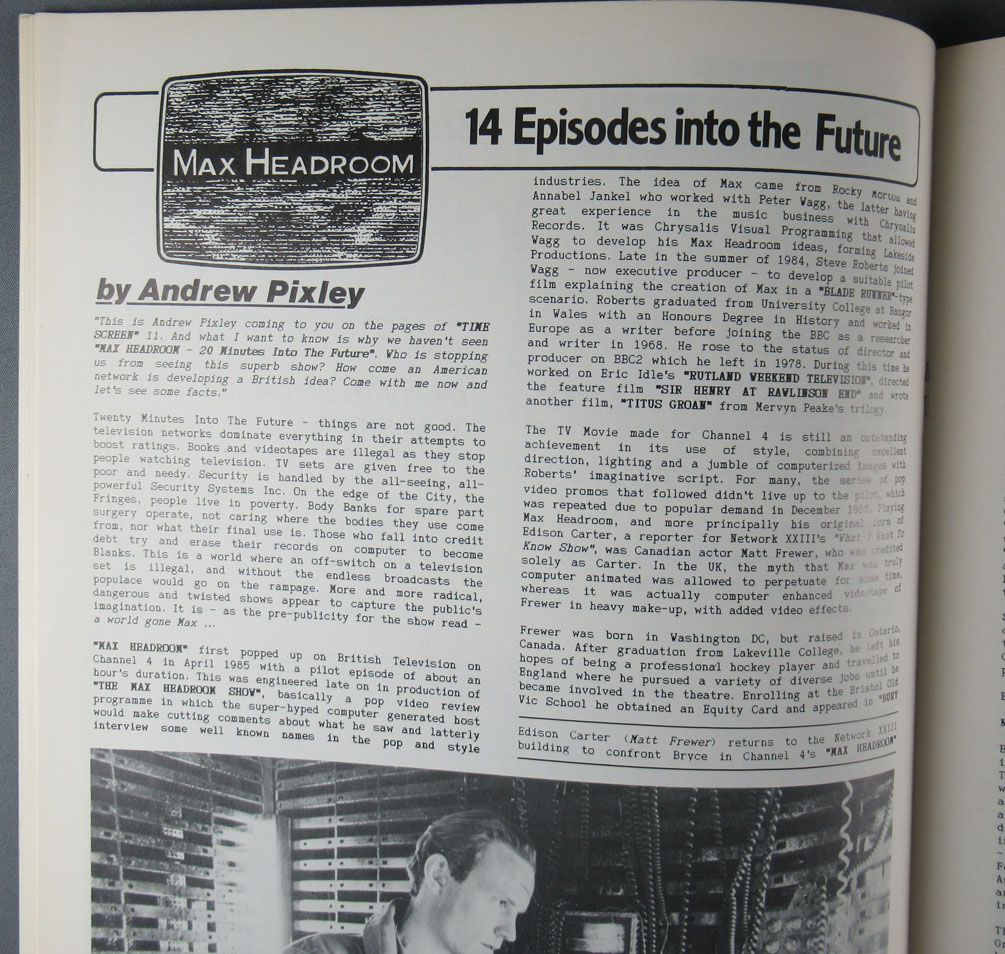 MAX HEADROOM
14 Episodes into the Future
by Andrew Pixley
"This is Andrew Pixley coming to you on the pages of "TIME
SCREEN" 11. And what I want to know is why we haven't seen
"MAX HEADROOM - 20 Minutes Into The Future". Who is stopping
us from seeing this superb show? How come an American
network is developing a British idea? Come with me now and
let's see some facts."
Twenty Minutes Into The Future - things are not good. The
television networks dominate everything in their attempts to
boost ratings. Books and videotapes are illegal as they stop
people watching television. TV sets are given free to the
poor and needy. Security is handled by the all-seeing, all-
powerful Security Systems Inc. On the edge of the City, the
Fringes, people live in poverty. Body Banks for spare part
surgery operate, not caring where the bodies they use come
from, nor what their final use is. Those who fall into credit
debt try and erase their records on computer to become
Blanks. This is a world where an off-switch on a television
set is illegal, and without the endless broadcasts the
populace would go on the rampage. More and more radical,
dangerous and twisted shows appear to capture the public's
imagination. It is - as the pre-publicity for the show read -
a world gone Max ...
"MAX HEADROOM" first popped up on British Television on
Channel 4 in April 1985 with a pilot episode of about an
hour's duration. This was engineered late on in production of
"THE MAX HEADROOM SHOW", basically a pop video review
programme in which the super-hyped computer generated host
would make cutting comments about what he saw and latterly
interview some well known names in the pop and style
industries. The idea of Max came from Rocky Morton and
Annabel Jankel who worked with Peter Wagg, the latter having
great experience in the music business with Chrysalis
Records. It was Chrysalis Visual Programming that allowed
Wagg to develop his Max Headroom ideas, forming Lakeside
Productions. Late in the summer of 1984, Steve Roberts joined
Wagg - now executive producer - to develop a suitable pilot
film explaining the creation of Max in a "BLADE RUNNER"-type
scenario. Roberts graduated from University College at Bangor
in Wales with an Honours Degree in History and worked in
Europe as a writer before joining the BBC as a researcher
and writer in 1968. He rose to the status of director and
producer on BBC2 which he left in 1978. During this time he
worked on Eric Idle's "RUTLAND WEEKEND TELEVISION", directed
the feature film "SIR HENRY AT RAWLINSON END" and wrote
another film, "TITUS GROAN" from Mervyn Peake's trilogy.
The TV Movie made for Channel 4 is still an outstanding
achievement in its use of style, combining excellent
direction, lighting and a jumble of computerized images with
Roberts' imaginative script. For many, the series of pop
video promos that followed didn't live up to the pilot, which
was repeated due to popular demand in December 1985. Playing
Max Headroom, and more principally his original form of
Edison Carter, a reporter for Network XXIII's "What I Want To
Know Show", was Canadian actor Matt Frewer, who was credited
solely as Carter. In the UK, the myth that Max was truly
computer animated was allowed to perpetuate for some time,
whereas it was actually computer enhanced videotape of
Frewer in heavy make-up, with added video effects.
Frewer was born in Washington DC, but raised in Ontario,
Canada. After graduation from Lakeville College, he left his
hopes of being a professional hockey player and travelled to
England where he pursued a variety of diverse jobs until he
became involved in the theatre. Enrolling at the Bristol Old
Vic School he obtained an Equity Card and appeared in "BURY
Edison Carter (Matt Frewer) returns to the Network XXIII
building to confront Bryce in Channel 4's "MAX HEADROOM"